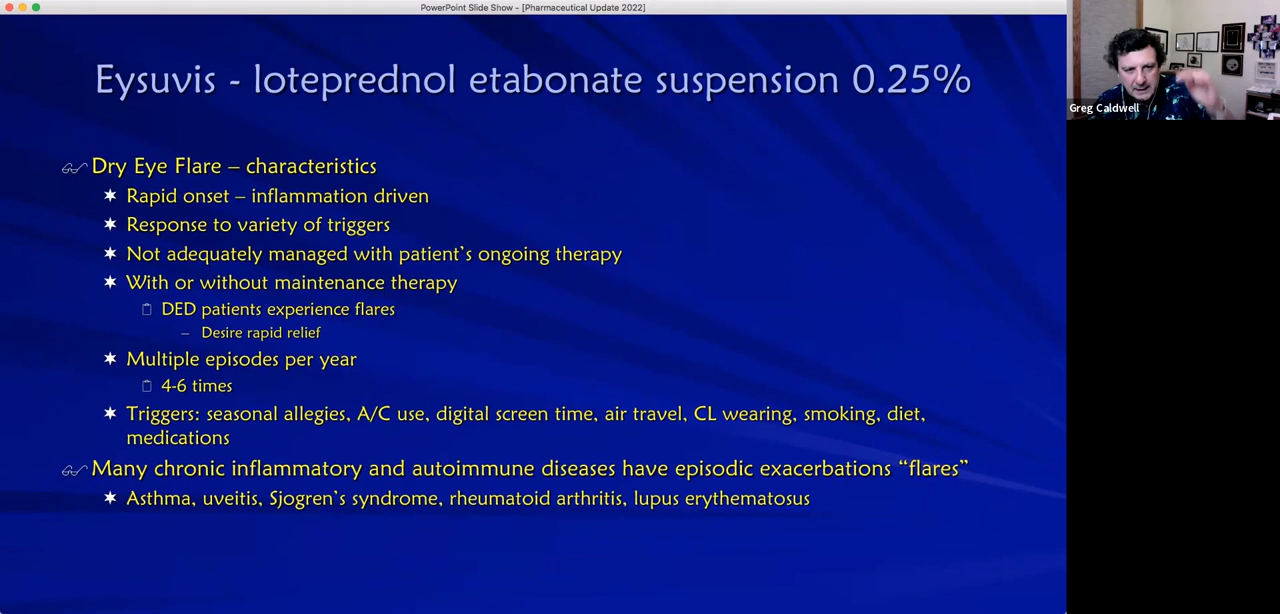 PowerPoint Slide Show - [Pharmaceutical Update 2022]
Eysuvis - loteprednol etabonate suspension 0.25%
Greg Caldwell
Dry Eye Flare – characteristics
Rapid onset – inflammation driven
Response to variety of triggers
Not adequately managed with patient's ongoing therapy
With or without maintenance therapy
DED patients experience flares
– Desire rapid relief
Multiple episodes per year
4-6 times
Triggers: seasonal allegies, A/C use, digital screen time, air travel, CL wearing, smoking, diet,
medications
Many chronic inflammatory and autoimmune diseases have episodic exacerbations “flares”
Asthma, uveitis, Sjogren's syndrome, rheumatoid arthritis, lupus erythematosus